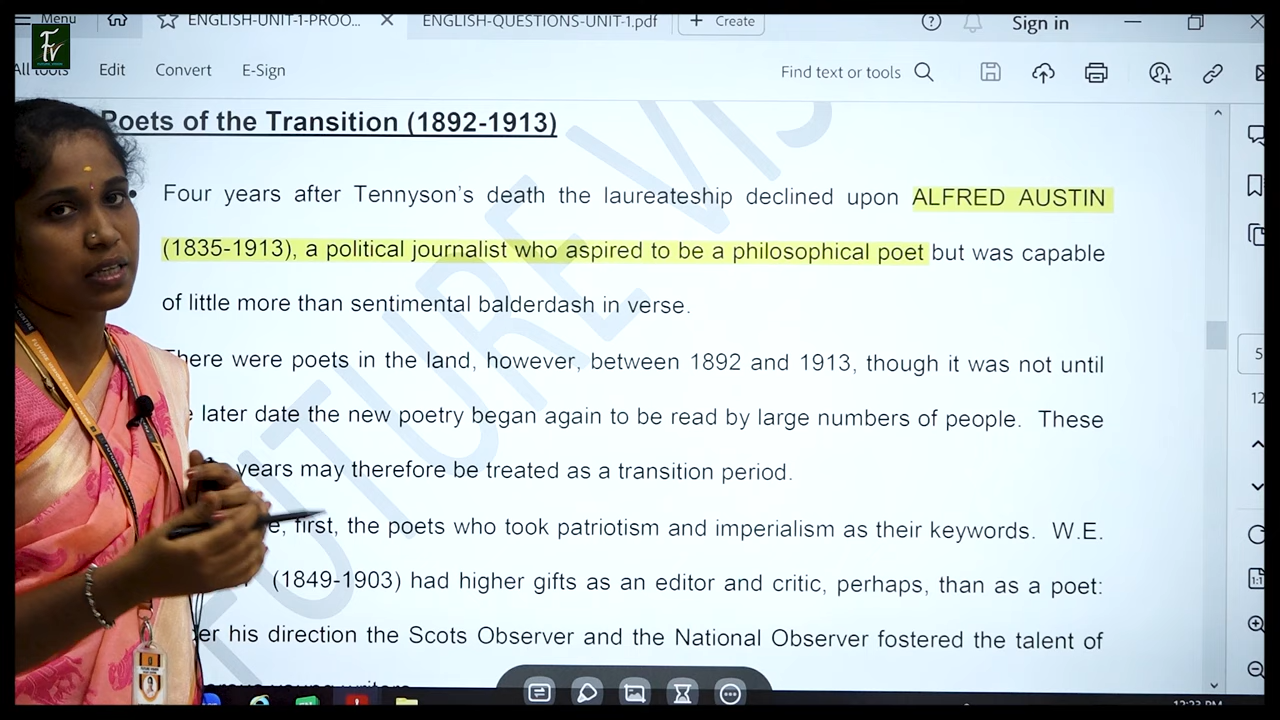 Menu
ENGLISH-UNIT-1-PROO...
ENGLISH-QUESTIONS-UNIT-1.pdf
+ Create
Sign in
All tools Edit Convert E-Sign
Find text or tools
Poets of the Transition (1892-1913)
Four years after Tennyson's death the laureateship declined upon ALFRED AUSTIN
(1835-1913), a political journalist who aspired to be a philosophical poet but was capable
of little more than sentimental balderdash in verse.
There were poets in the land, however, between 1892 and 1913, though it was not until
later date the new poetry began again to be read by large numbers of people. These
years may therefore be treated as a transition period.
first, the poets who took patriotism and imperialism as their keywords. W.E.
(1849-1903) had higher gifts as an editor and critic, perhaps, than as a poet:
his direction the Scots Observer and the National Observer fostered the talent of
FUTURE VIS
5
12
1:1